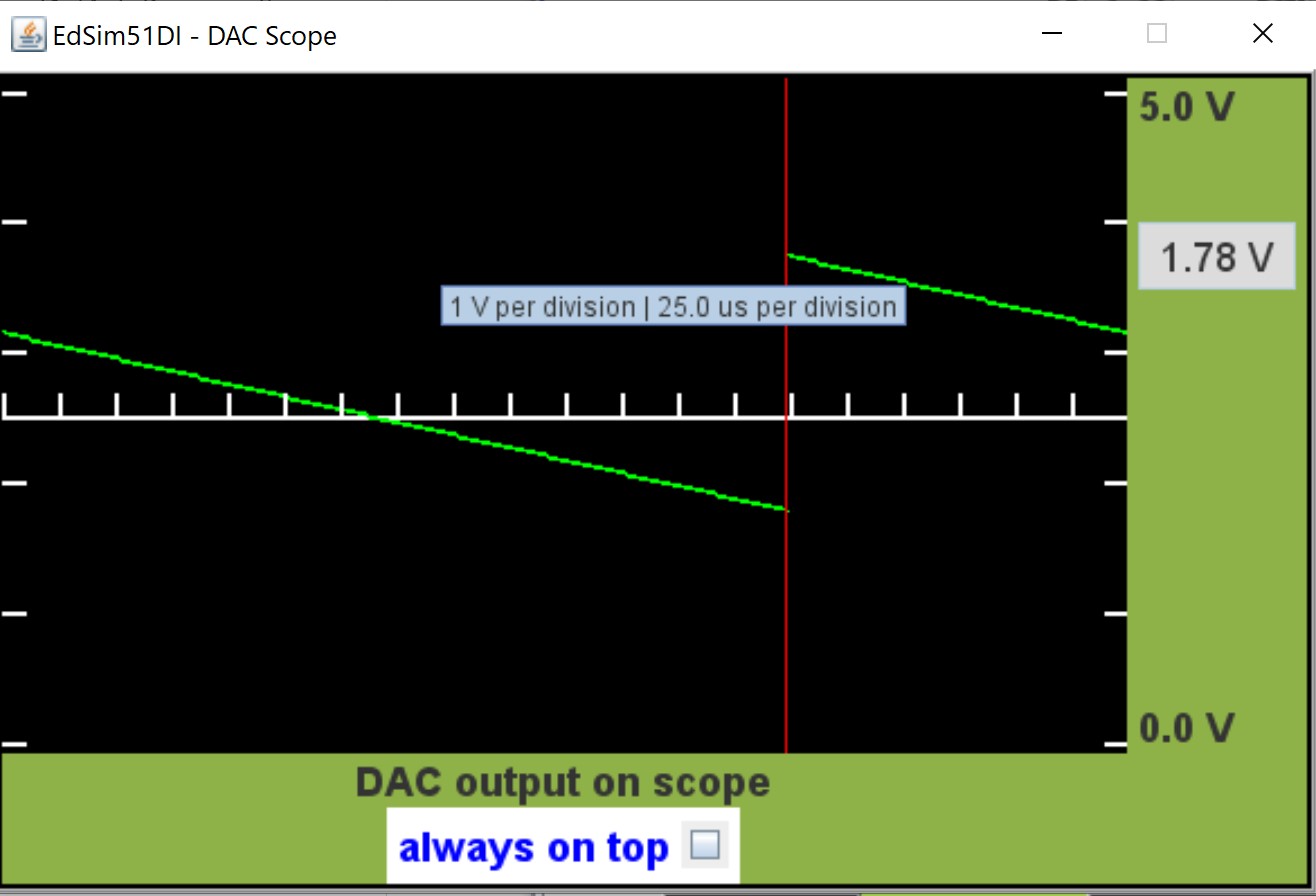 EdSim51DI - DAC Scope
5.0 V
1.78 V
1 V per division | 25.0 us per division
0.0 V
DAC output on scope
always on top